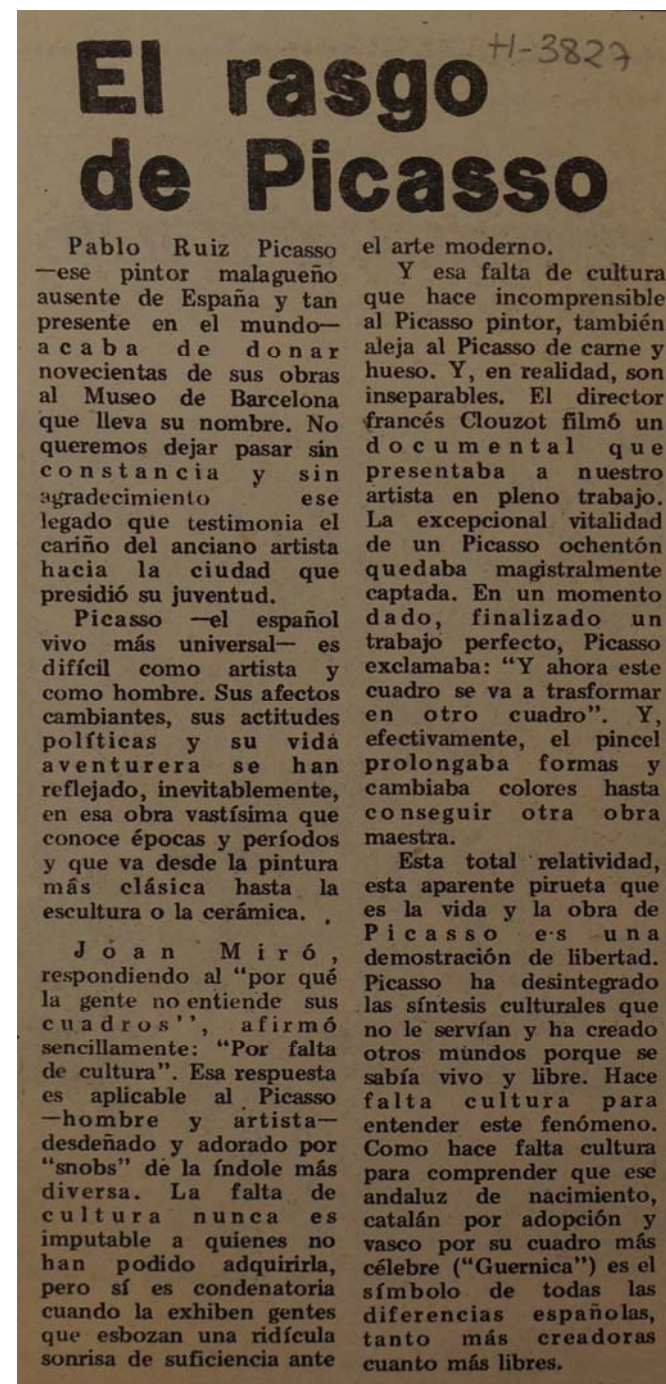 H-3827
El rasgo
de Picasso
Pablo Ruiz Picasso
—ese pintor malagueño
ausente de España y tan
presente en el mundo—
acaba de donar
novecientas de sus obras
al Museo de Barcelona
que lleva su nombre. No
queremos dejar pasar sin
constancia y sin
agradecimiento ese
legado que testimonia el
cariño del anciano artista
hacia la ciudad que
presidió su juventud.
Picasso —el español
vivo más universal— es
difícil como artista y
como hombre. Sus afectos
cambiantes, sus actitudes
políticas y su vida
aventurera se han
reflejado, inevitablemente,
en esa obra vastísima que
conoce épocas y períodos
y que va desde la pintura
más clásica hasta la
escultura o la cerámica.
Joan Miró,
respondiendo al "por qué
la gente no entiende sus
cuadros'', afirmó
sencillamente: "Por falta
de cultura". Esa respuesta
es aplicable al Picasso
—hombre y artista—
desdeñado y adorado por
"snobs" de la índole más
diversa. La falta de
cultura nunca es
imputable a quienes no
han podido adquirirla,
pero sí es condenatoria
cuando la exhiben gentes
que esbozan una ridícula
sonrisa de suficiencia ante
el arte moderno.
Y esa falta de cultura
que hace incomprensible
al Picasso pintor, también
aleja al Picasso de carne y
hueso. Y, en realidad, son
inseparables. El director
francés Clouzot filmó un
documental que
presentaba a nuestro
artista en pleno trabajo.
La excepcional vitalidad
de un Picasso ochentón
quedaba magistralmente
captada. En un momento
dado, finalizado un
trabajo perfecto, Picasso
exclamaba: "Y ahora este
cuadro se va a trasformar
en otro cuadro". Y,
efectivamente, el pincel
prolongaba formas y
cambiaba colores hasta
conseguir otra obra
maestra.
Esta total relatividad,
esta aparente pirueta que
es la vida y la obra de
Picasso es una
demostración de libertad.
Picasso ha desintegrado
las síntesis culturales que
no le servían y ha creado
otros mundos porque se
sabía vivo y libre. Hace
falta cultura para
entender este fenómeno.
Como hace falta cultura
para comprender que ese
andaluz de nacimiento,
catalán por adopción y
vasco por su cuadro más
célebre ("Guernica") es el
símbolo de todas las
diferencias españolas,
tanto más creadoras
cuanto más libres.